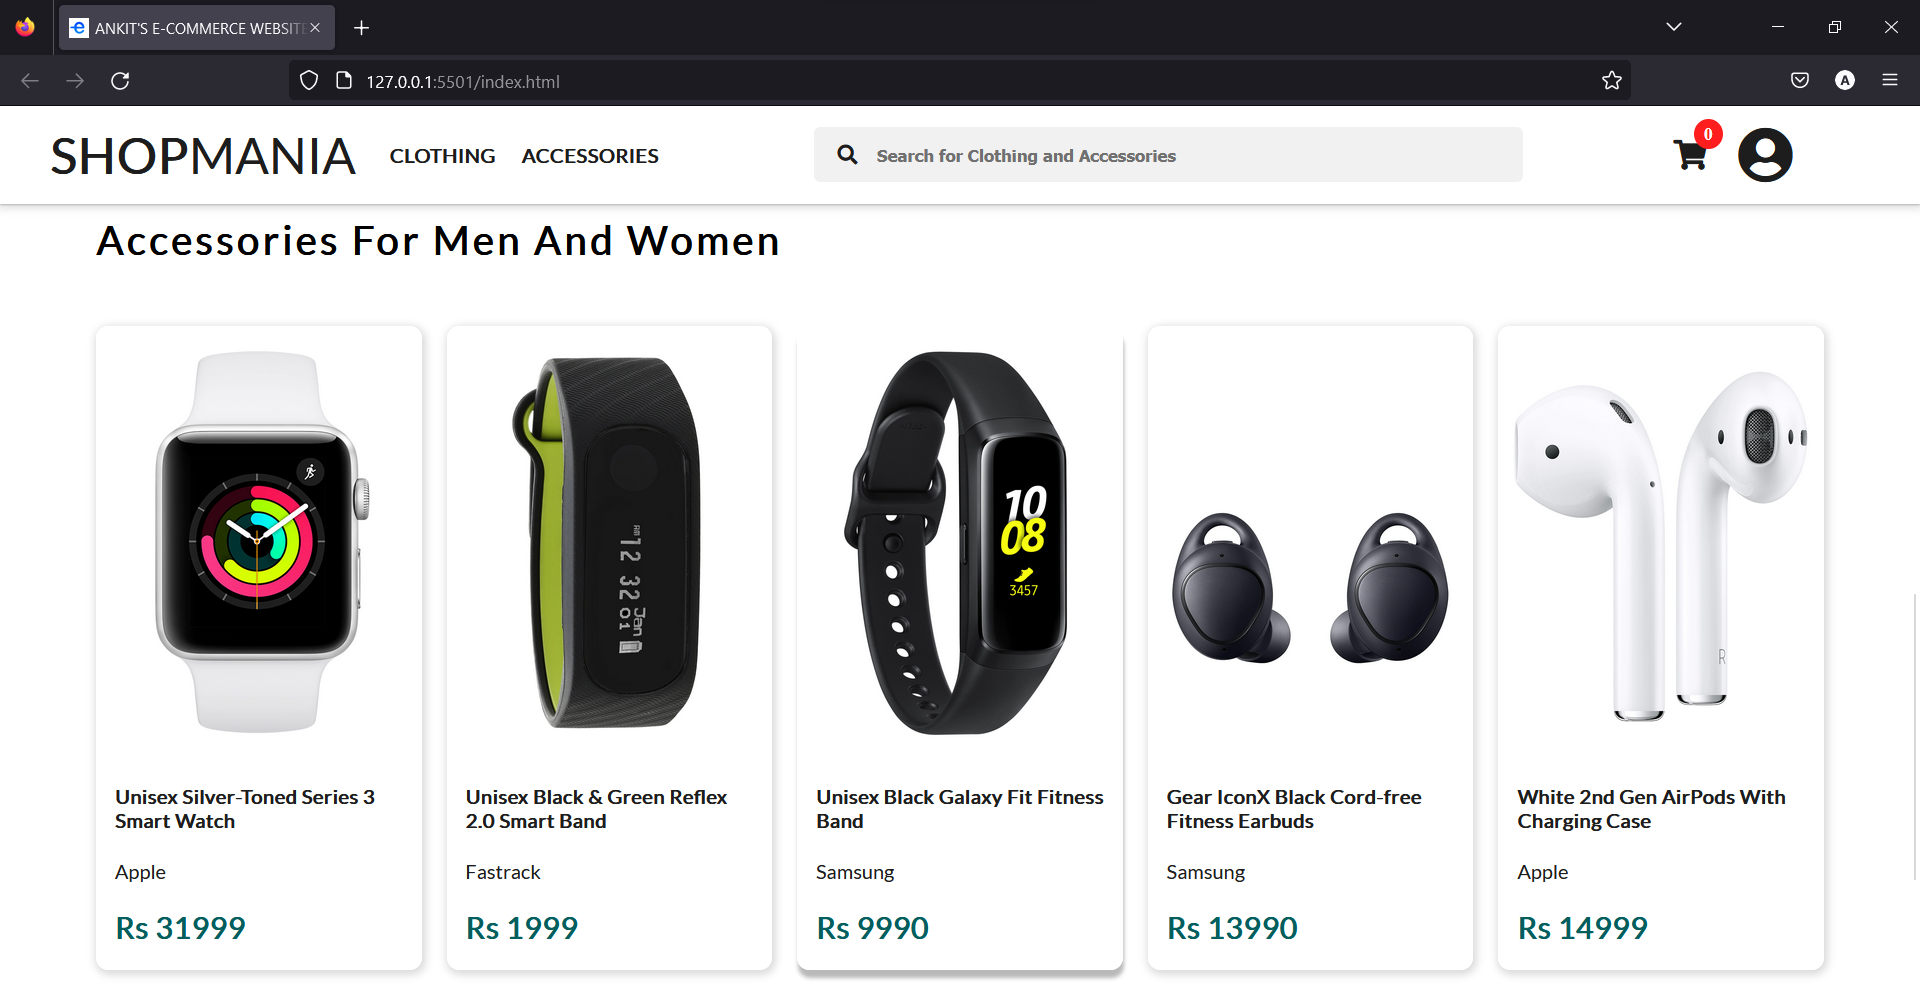 ANKIT'S E-COMMERCE WEBSITE
127.0.0.1:5501/index.html
A
SHOPMANIA CLOTHING ACCESSORIES Search for Clothing and Accessories 0
Accessories For Men And Women
10
08
3457
AM
12 32
Jan
01
R
Unisex Silver-Toned Series 3
Smart Watch
Apple
Rs 31999
Unisex Black & Green Reflex
2.0 Smart Band
Fastrack
Rs 1999
Unisex Black Galaxy Fit Fitness
Band
Samsung
Rs 9990
Gear IconX Black Cord-free
Fitness Earbuds
Samsung
Rs 13990
White 2nd Gen AirPods With
Charging Case
Apple
Rs 14999